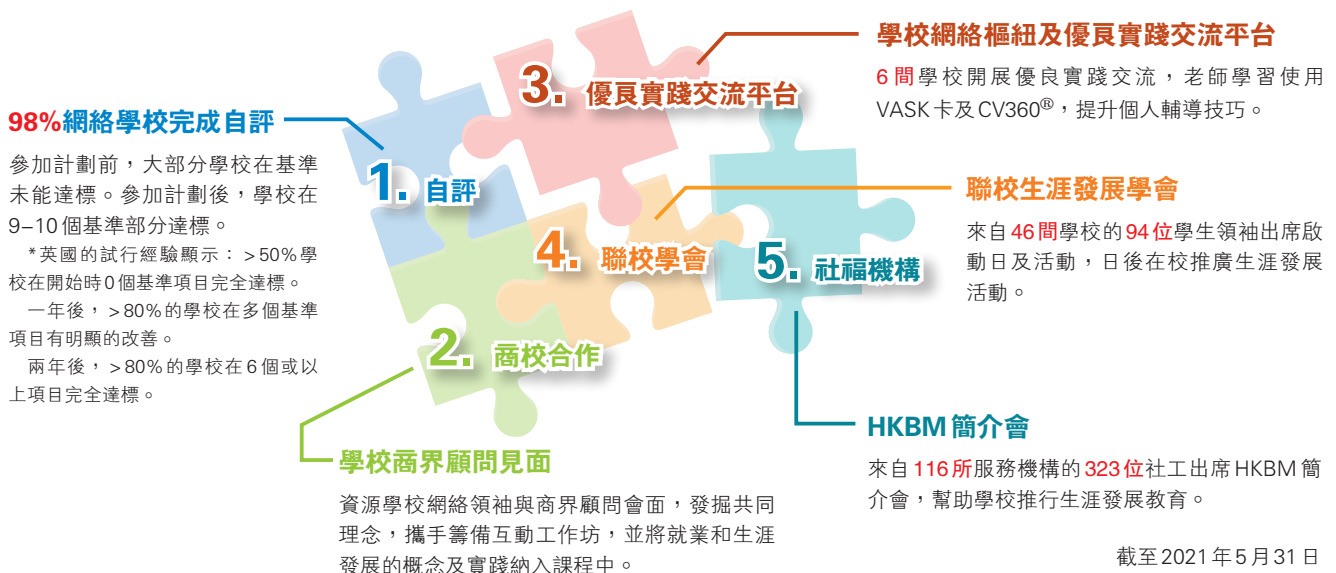 98%網絡學校完成自評
參加計劃前，大部分學校在基準
未能達標。參加計劃後，學校在
9–10個基準部分達標。
*英國的試行經驗顯示：>50%學
校在開始時0個基準項目完全達標。
一年後，>80%的學校在多個基準
項目有明顯的改善。
兩年後，>80%的學校在6個或以
上項目完全達標。
1. 自評
2. 商校合作
3. 優良實踐交流平台
4. 聯校學會
5. 社福機構
學校網絡樞紐及優良實踐交流平台
6間學校開展優良實踐交流，老師學習使用
VASK卡及CV360®，提升個人輔導技巧。
聯校生涯發展學會
來自46間學校的94位學生領袖出席啟
動日及活動，日後在校推廣生涯發展
活動。
HKBM簡介會
來自116所服務機構的323位社工出席HKBM簡
介會，幫助學校推行生涯發展教育。
學校商界顧問見面
資源學校網絡領袖與商界顧問會面，發掘共同
理念，攜手籌備互動工作坊，並將就業和生涯
發展的概念及實踐納入課程中。
截至2021年5月31日